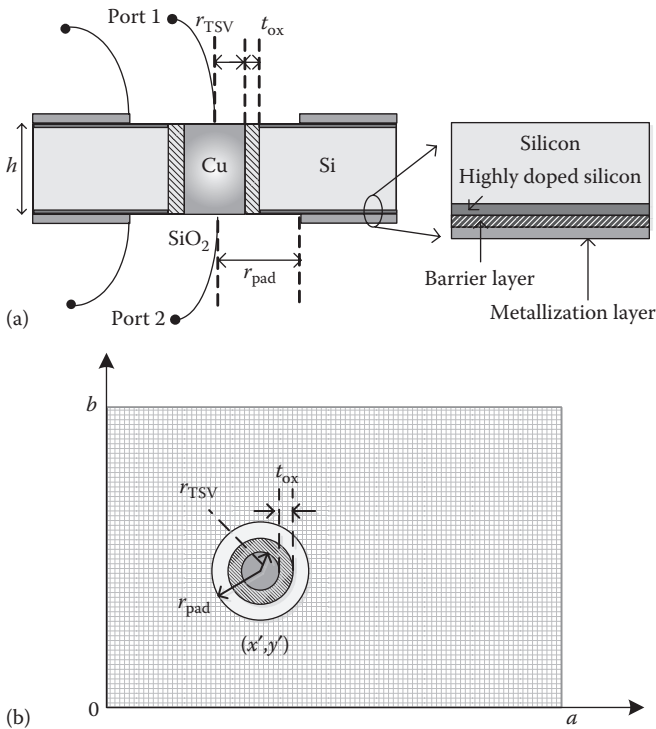 Port 1
r_TSV
t_ox
h
Cu
Si
SiO₂
r_pad
Port 2
(a)
Silicon
Highly doped silicon
Barrier layer
Metallization layer
b
t_ox
r_TSV
r_pad
(x′,y′)
0
a
(b)